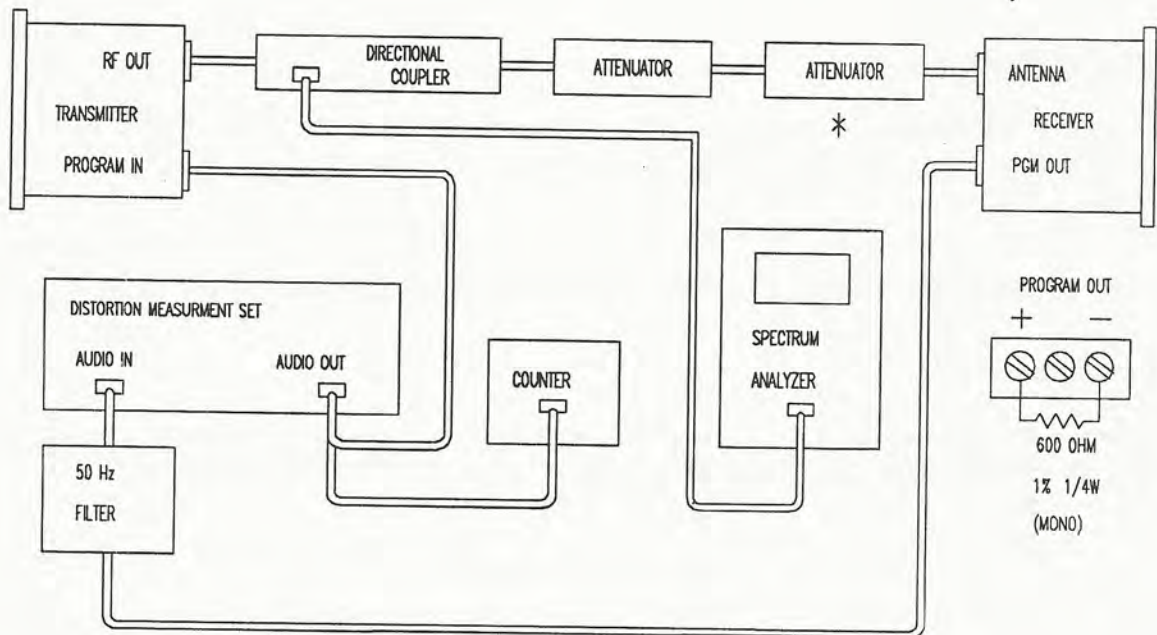 RF OUT
TRANSMITTER
PROGRAM IN
DIRECTIONAL
COUPLER
ATTENUATOR
ATTENUATOR
*
ANTENNA
RECEIVER
PGM OUT
DISTORTION MEASURMENT SET
AUDIO IN
AUDIO OUT
COUNTER
SPECTRUM
ANALYZER
PROGRAM OUT
+ −
600 OHM
1% 1/4W
(MONO)
50 Hz
FILTER